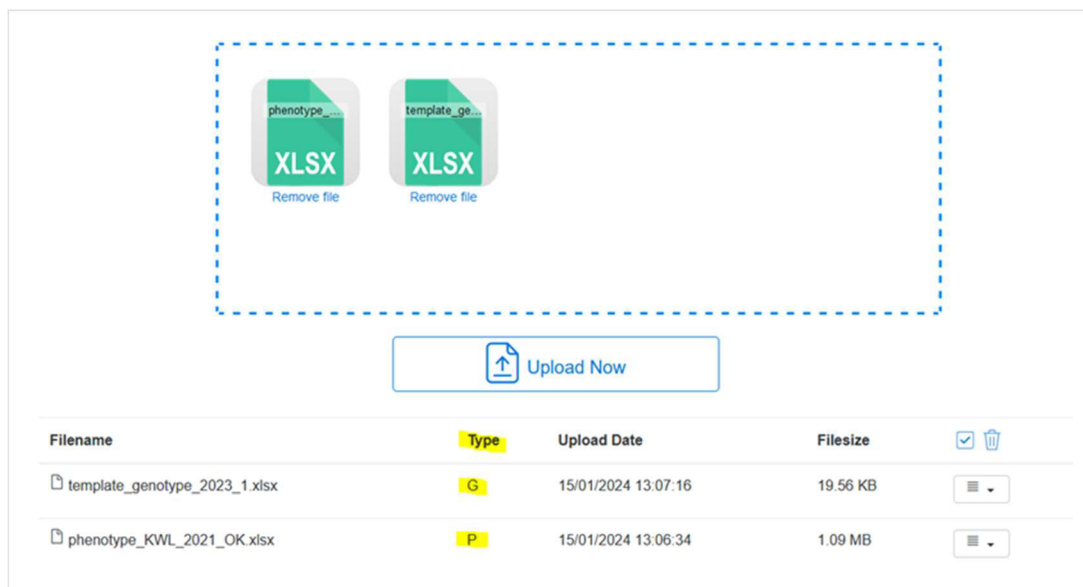 phenotype_... template_ge...
XLSX XLSX
Remove file Remove file
Upload Now
Filename Type Upload Date Filesize
template_genotype_2023_1.xlsx G 15/01/2024 13:07:16 19.56 KB
phenotype_KWL_2021_OK.xlsx P 15/01/2024 13:06:34 1.09 MB